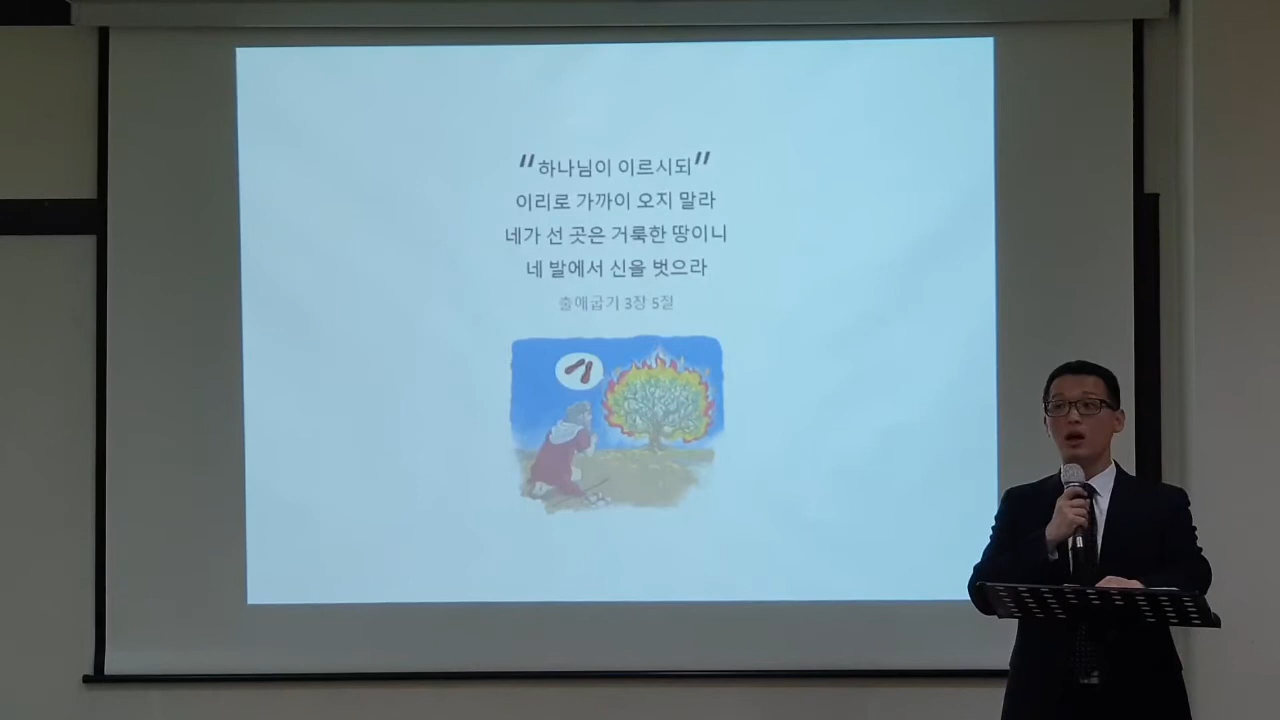 "하나님이 이르시되"
이리로 가까이 오지 말라
네가 선 곳은 거룩한 땅이니
네 발에서 신을 벗으라
출애굽기 3장 5절